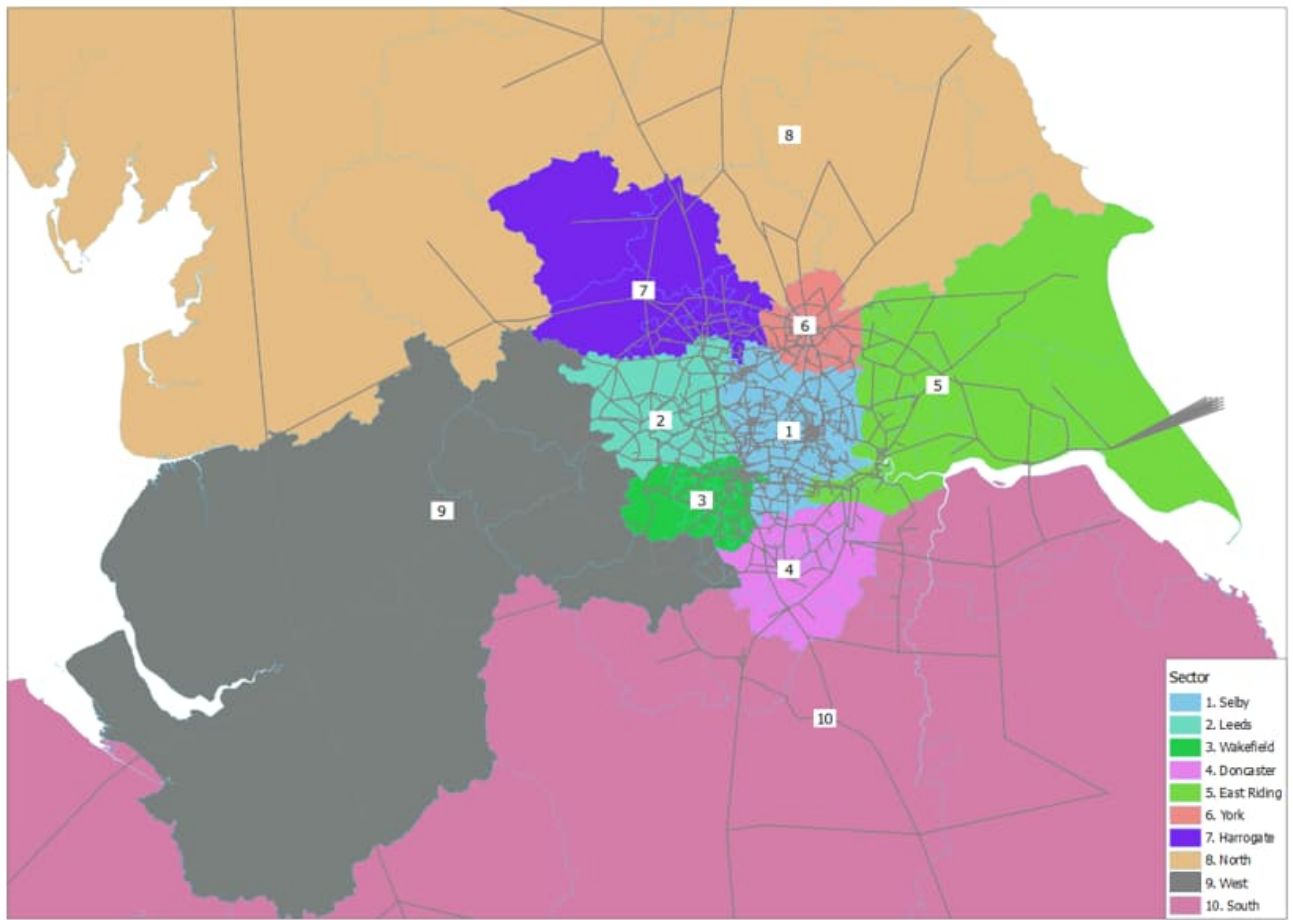 8
7
6
5
2
1
3
9
4
10
Sector
1. Selby
2. Leeds
3. Wakefield
4. Doncaster
5. East Riding
6. York
7. Harrogate
8. North
9. West
10. South